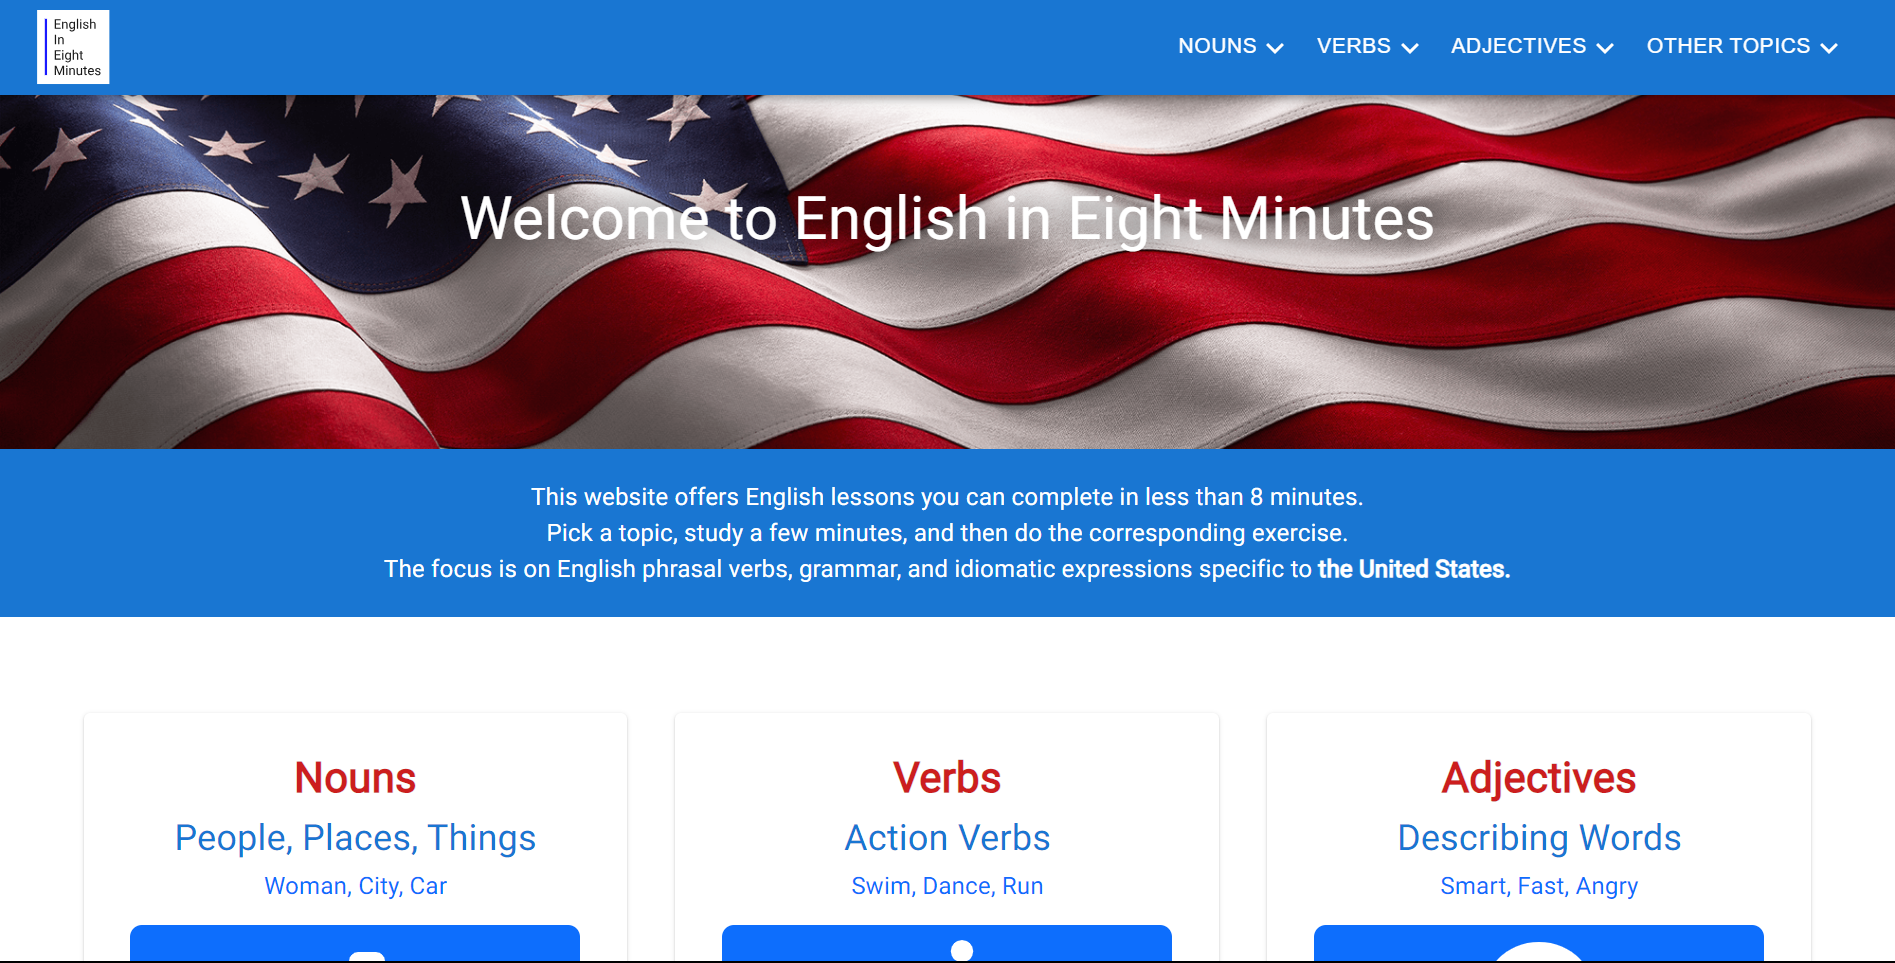 English
In
Eight
Minutes
NOUNS
VERBS
ADJECTIVES
OTHER TOPICS
Welcome to English in Eight Minutes
This website offers English lessons you can complete in less than 8 minutes.
Pick a topic, study a few minutes, and then do the corresponding exercise.
The focus is on English phrasal verbs, grammar, and idiomatic expressions specific to the United States.
Nouns
People, Places, Things
Woman, City, Car
Verbs
Action Verbs
Swim, Dance, Run
Adjectives
Describing Words
Smart, Fast, Angry